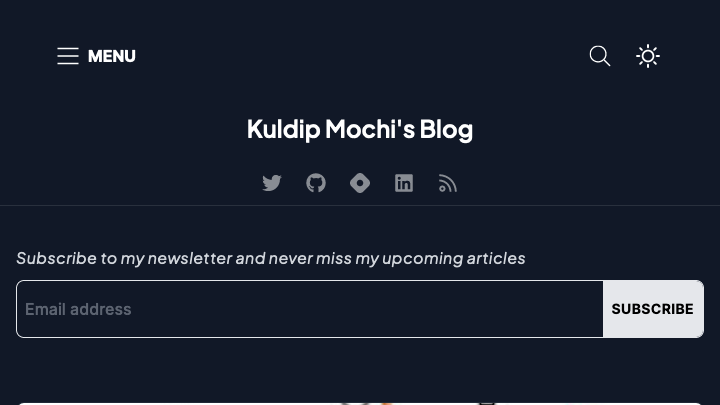 MENU
Kuldip Mochi's Blog
Subscribe to my newsletter and never miss my upcoming articles
Email address
SUBSCRIBE